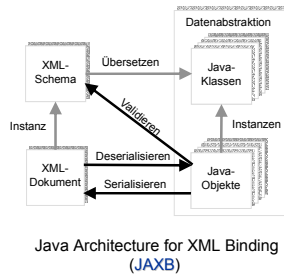 Datenabstraktion
XML-
Schema
Übersetzen
Java-
Klassen
Validieren
Instanz
Instanzen
XML-
Dokument
Deserialisieren
Serialisieren
Java-
Objekte
Java Architecture for XML Binding
(JAXB)